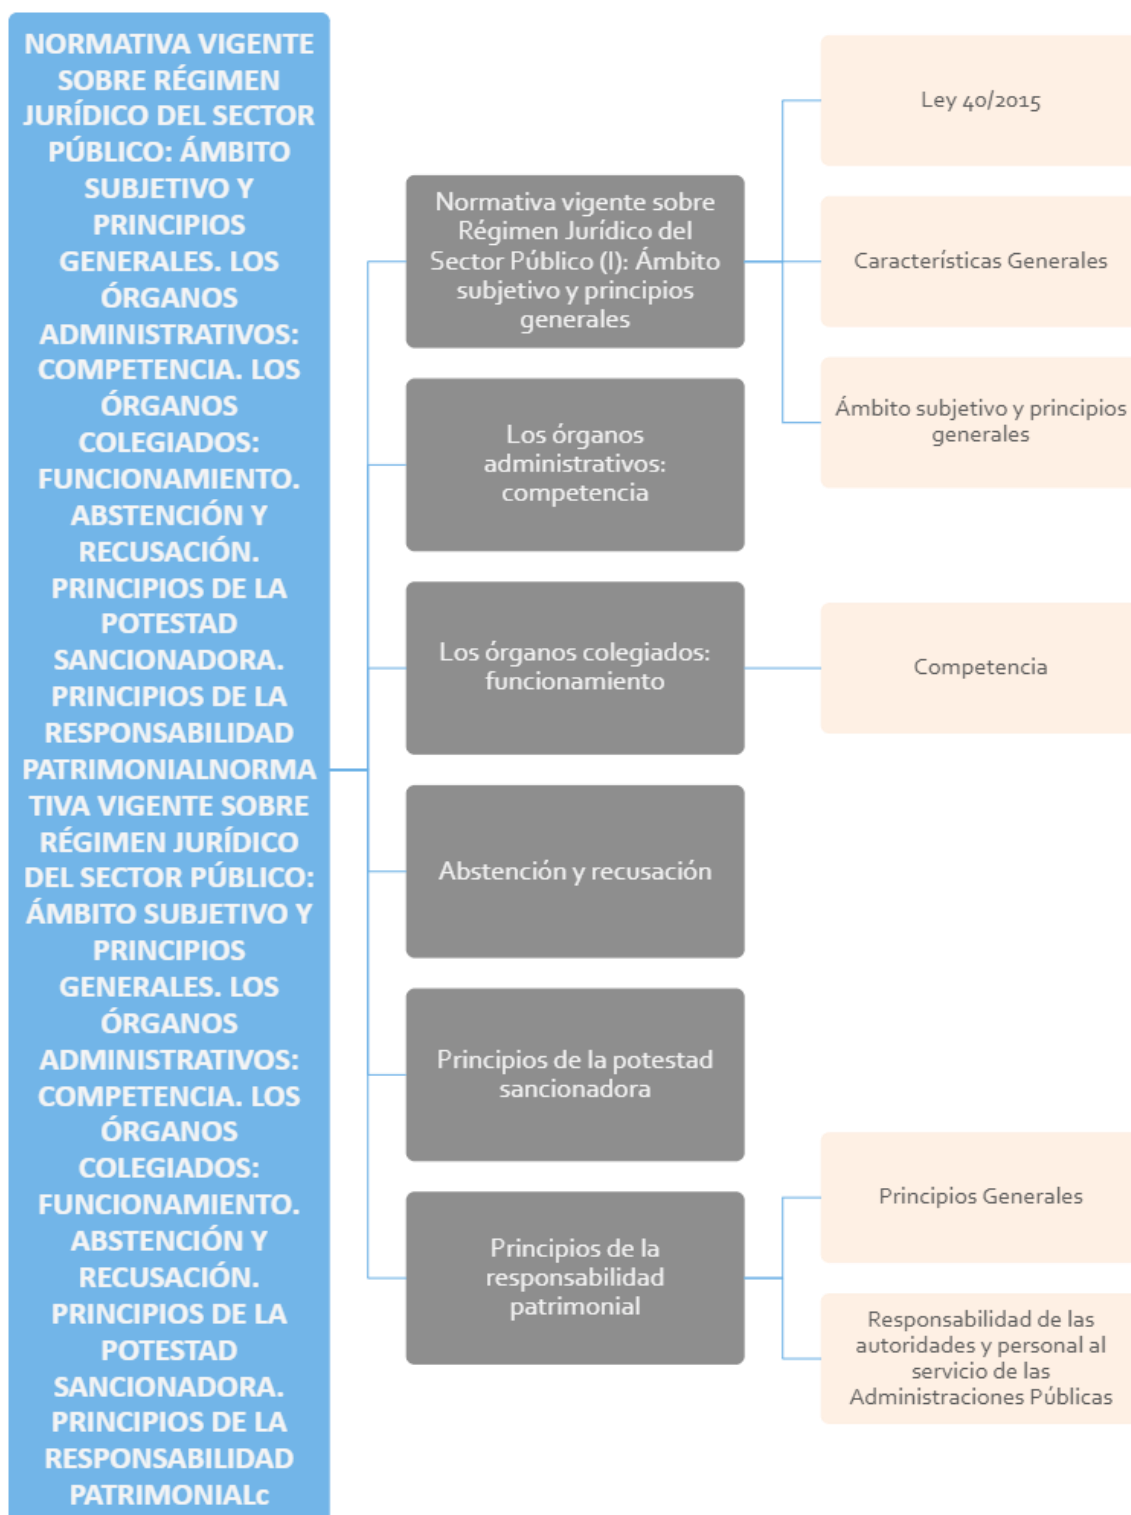 NORMATIVA VIGENTE
SOBRE RÉGIMEN
JURÍDICO DEL SECTOR
PÚBLICO: ÁMBITO
SUBJETIVO Y
PRINCIPIOS
GENERALES. LOS
ÓRGANOS
ADMINISTRATIVOS:
COMPETENCIA. LOS
ÓRGANOS
COLEGIADOS:
FUNCIONAMIENTO.
ABSTENCIÓN Y
RECUSACIÓN.
PRINCIPIOS DE LA
POTESTAD
SANCIONADORA.
PRINCIPIOS DE LA
RESPONSABILIDAD
PATRIMONIALNORMA
TIVA VIGENTE SOBRE
RÉGIMEN JURÍDICO
DEL SECTOR PÚBLICO:
ÁMBITO SUBJETIVO Y
PRINCIPIOS
GENERALES. LOS
ÓRGANOS
ADMINISTRATIVOS:
COMPETENCIA. LOS
ÓRGANOS
COLEGIADOS:
FUNCIONAMIENTO.
ABSTENCIÓN Y
RECUSACIÓN.
PRINCIPIOS DE LA
POTESTAD
SANCIONADORA.
PRINCIPIOS DE LA
RESPONSABILIDAD
PATRIMONIALc
Normativa vigente sobre
Régimen Jurídico del
Sector Público (I): Ámbito
subjetivo y principios
generales
Ley 40/2015
Características Generales
Ámbito subjetivo y principios
generales
Los órganos
administrativos:
competencia
Los órganos colegiados:
funcionamiento
Competencia
Abstención y recusación
Principios de la potestad
sancionadora
Principios de la
responsabilidad
patrimonial
Principios Generales
Responsabilidad de las
autoridades y personal al
servicio de las
Administraciones Públicas